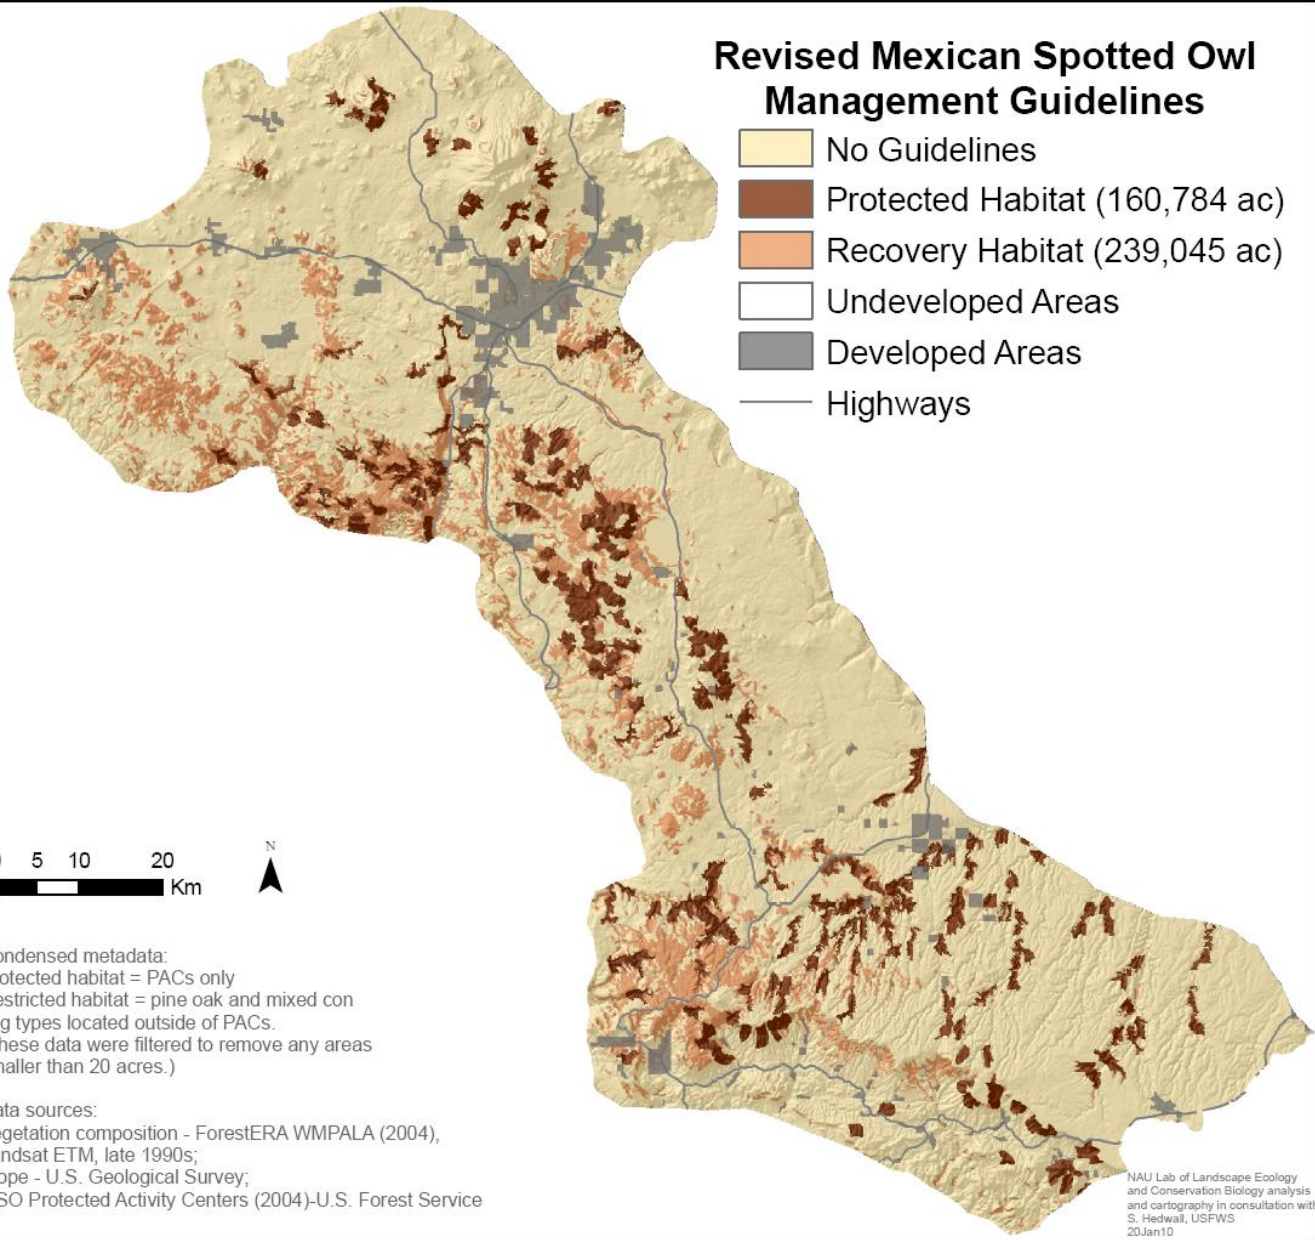 Revised Mexican Spotted Owl
Management Guidelines
No Guidelines
Protected Habitat (160,784 ac)
Recovery Habitat (239,045 ac)
Undeveloped Areas
Developed Areas
Highways
5 10 20
Km
N
ondensed metadata:
otected habitat = PACs only
estricted habitat = pine oak and mixed con
g types located outside of PACs.
hese data were filtered to remove any areas
naller than 20 acres.)
ata sources:
egetation composition - ForestERA WMPALA (2004),
andsat ETM, late 1990s;
ope - U.S. Geological Survey;
SO Protected Activity Centers (2004)-U.S. Forest Service
NAU Lab of Landscape Ecology
and Conservation Biology analysis
and cartography in consultation with
S. Hedwall, USFWS
20Jan10